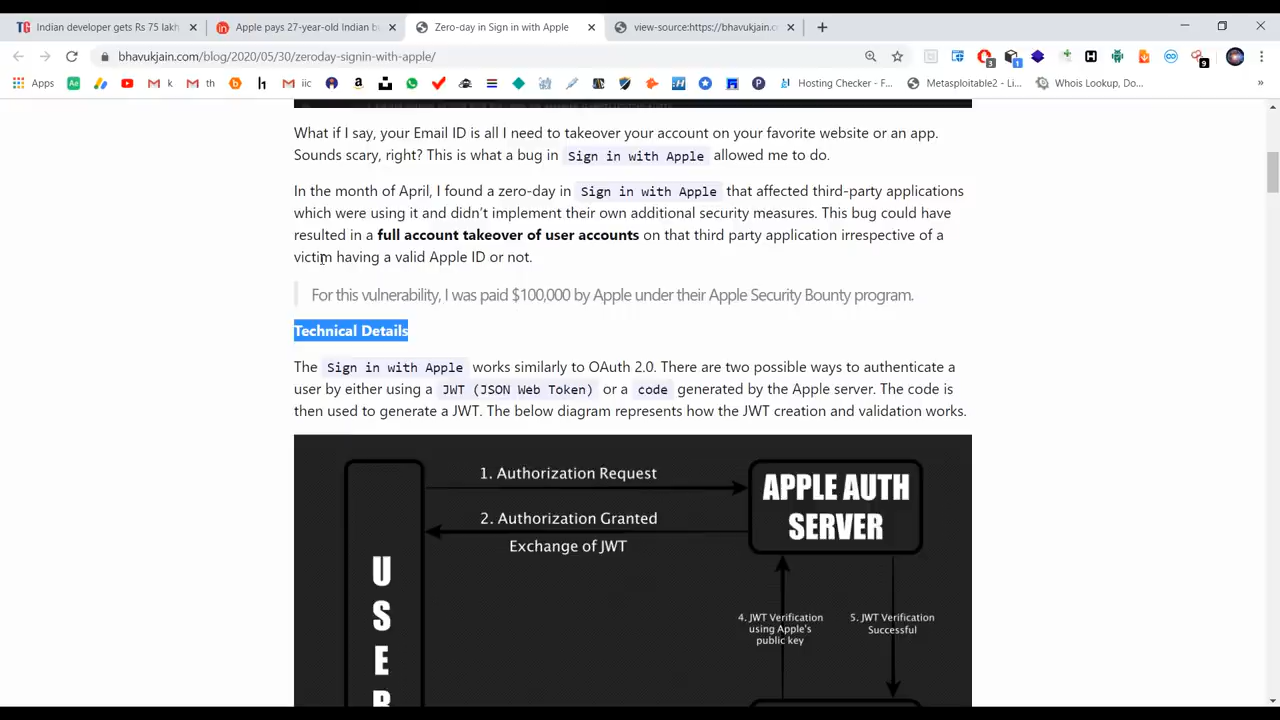 Indian developer gets Rs 75 lakh
Apple pays 27-year-old Indian bu
Zero-day in Sign in with Apple
view-source:https://bhavukjain.co
bhavukjain.com/blog/2020/05/30/zeroday-signin-with-apple/
Apps
k
th
iic
Hosting Checker - F...
Metasploitable2 - Li...
Whois Lookup, Do...
What if I say, your Email ID is all I need to takeover your account on your favorite website or an app.
Sounds scary, right? This is what a bug in Sign in with Apple allowed me to do.
In the month of April, I found a zero-day in Sign in with Apple that affected third-party applications
which were using it and didn't implement their own additional security measures. This bug could have
resulted in a full account takeover of user accounts on that third party application irrespective of a
victim having a valid Apple ID or not.
For this vulnerability, I was paid $100,000 by Apple under their Apple Security Bounty program.
Technical Details
The Sign in with Apple works similarly to OAuth 2.0. There are two possible ways to authenticate a
user by either using a JWT (JSON Web Token) or a code generated by the Apple server. The code is
then used to generate a JWT. The below diagram represents how the JWT creation and validation works.
1. Authorization Request
APPLE AUTH
SERVER
2. Authorization Granted
Exchange of JWT
USER
4. JWT Verification
using Apple's
public key
5. JWT Verification
Successful